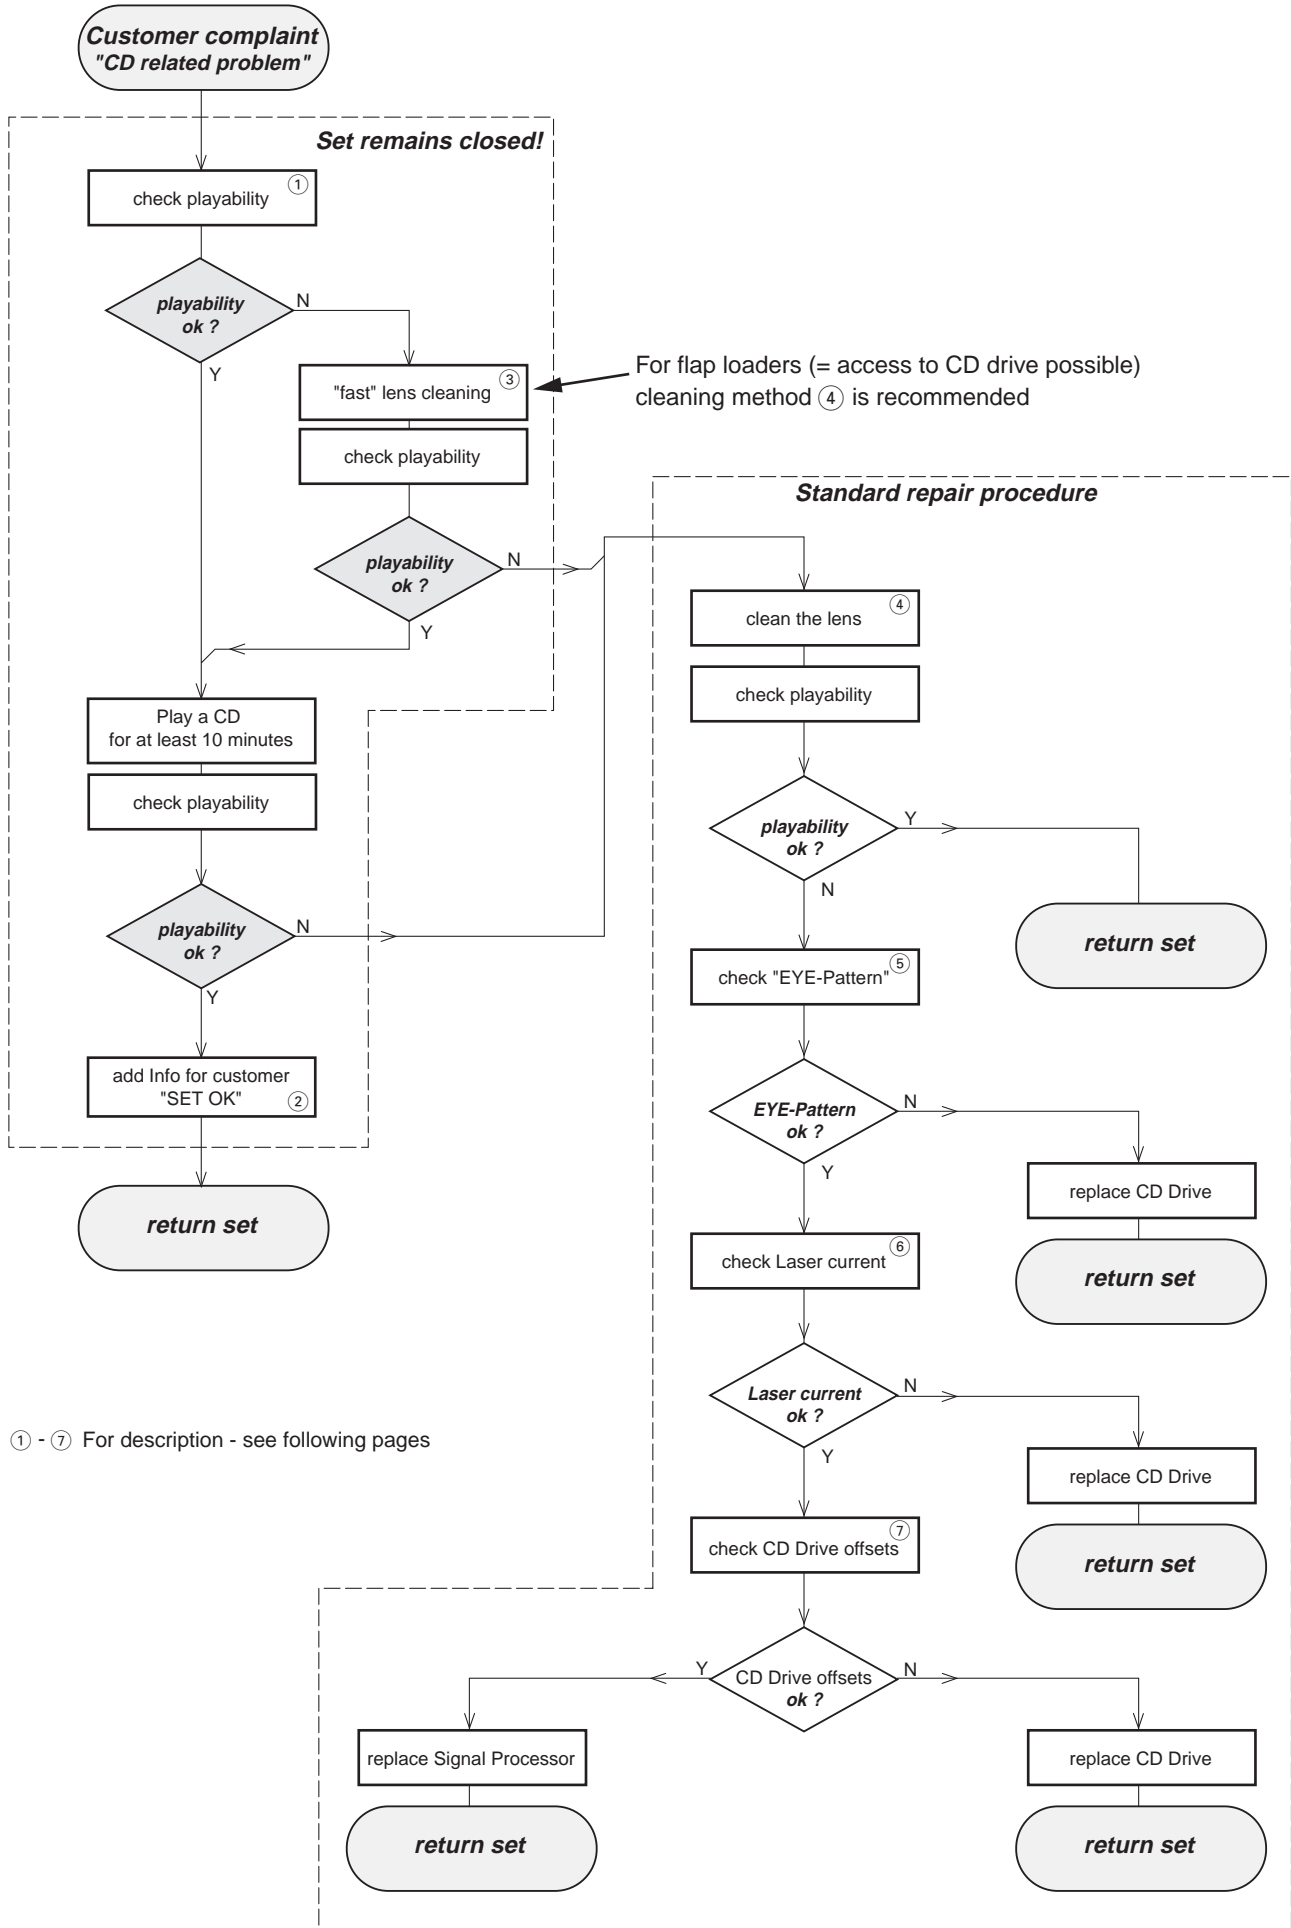 Customer complaint
"CD related problem"
Set remains closed!
check playability ①
playability
ok ?
N
Y
"fast" lens cleaning ③
For flap loaders (= access to CD drive possible)
cleaning method ④ is recommended
check playability
playability
ok ?
N
Y
Play a CD
for at least 10 minutes
check playability
playability
ok ?
N
Y
add Info for customer
"SET OK" ②
return set
Standard repair procedure
clean the lens ④
check playability
playability
ok ?
Y
N
return set
check "EYE-Pattern" ⑤
EYE-Pattern
ok ?
N
Y
replace CD Drive
return set
check Laser current ⑥
Laser current
ok ?
N
Y
replace CD Drive
return set
① - ⑦ For description - see following pages
check CD Drive offsets ⑦
CD Drive offsets
ok ?
Y
N
replace Signal Processor
return set
replace CD Drive
return set